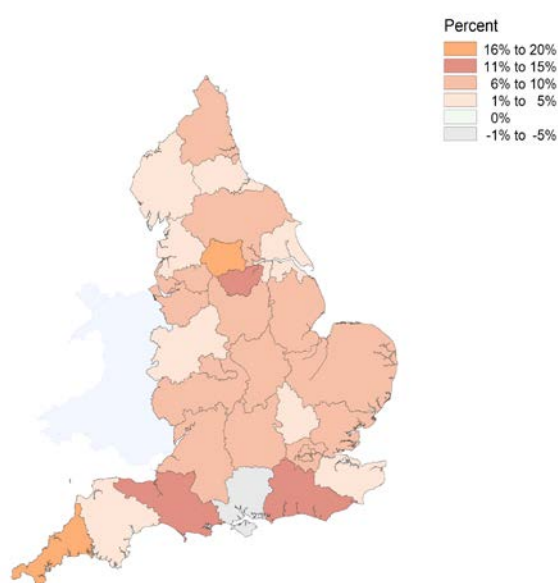 Percent
16% to 20%
11% to 15%
6% to 10%
1% to 5%
0%
-1% to -5%